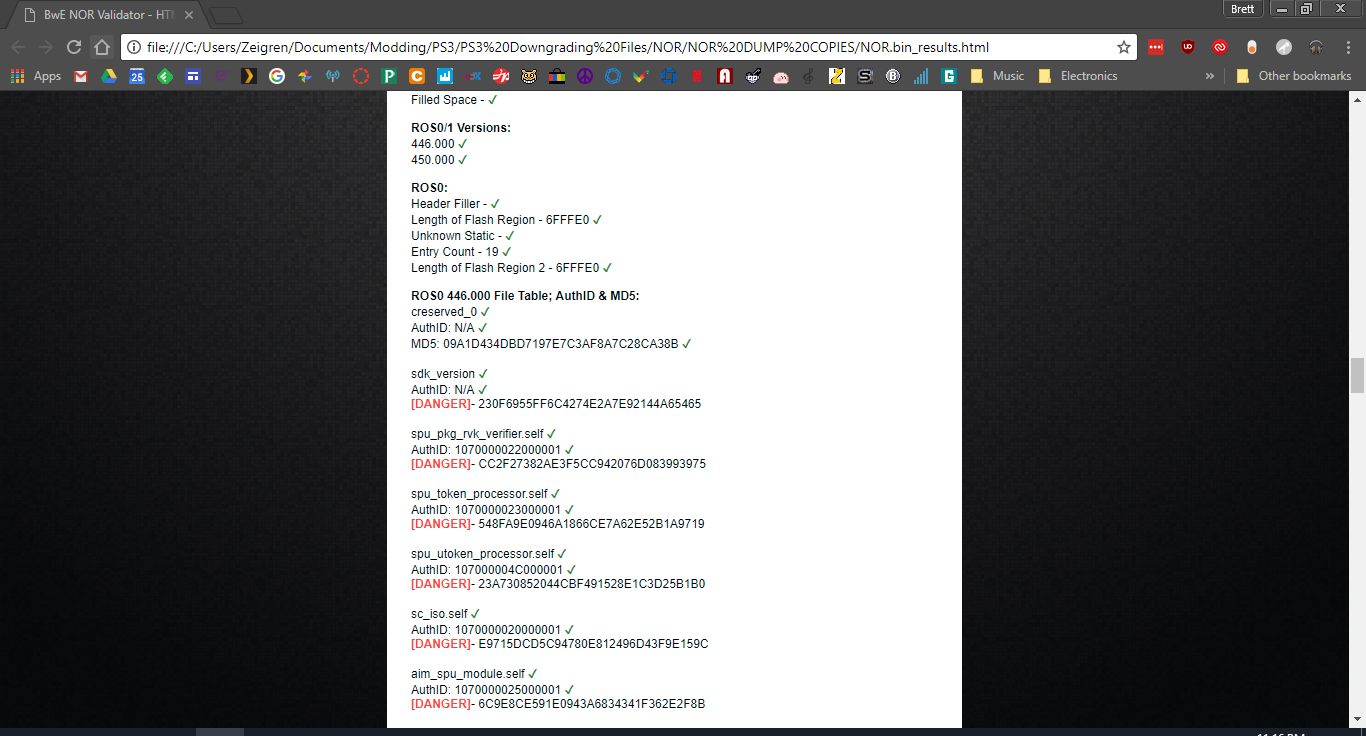 BwE NOR Validator - HT
Brett
file:///C:/Users/Zeigren/Documents/Modding/PS3/PS3%20Downgrading%20Files/NOR/NOR%20DUMP%20COPIES/NOR.bin_results.html
Apps
25
Music
Electronics
»
Other bookmarks
Filled Space - ✓
ROS0/1 Versions:
446.000 ✓
450.000 ✓
ROS0:
Header Filler - ✓
Length of Flash Region - 6FFFE0 ✓
Unknown Static - ✓
Entry Count - 19 ✓
Length of Flash Region 2 - 6FFFE0 ✓
ROS0 446.000 File Table; AuthID & MD5:
creserved_0 ✓
AuthID: N/A ✓
MD5: 09A1D434DBD7197E7C3AF8A7C28CA38B ✓
sdk_version ✓
AuthID: N/A ✓
[DANGER]- 230F6955FF6C4274E2A7E92144A65465
spu_pkg_rvk_verifier.self ✓
AuthID: 1070000022000001 ✓
[DANGER]- CC2F27382AE3F5CC942076D083993975
spu_token_processor.self ✓
AuthID: 1070000023000001 ✓
[DANGER]- 548FA9E0946A1866CE7A62E52B1A9719
spu_utoken_processor.self ✓
AuthID: 107000004C000001 ✓
[DANGER]- 23A730852044CBF491528E1C3D25B1B0
sc_iso.self ✓
AuthID: 1070000020000001 ✓
[DANGER]- E9715DCD5C94780E812496D43F9E159C
aim_spu_module.self ✓
AuthID: 1070000025000001 ✓
[DANGER]- 6C9E8CE591E0943A6834341F362E2F8B